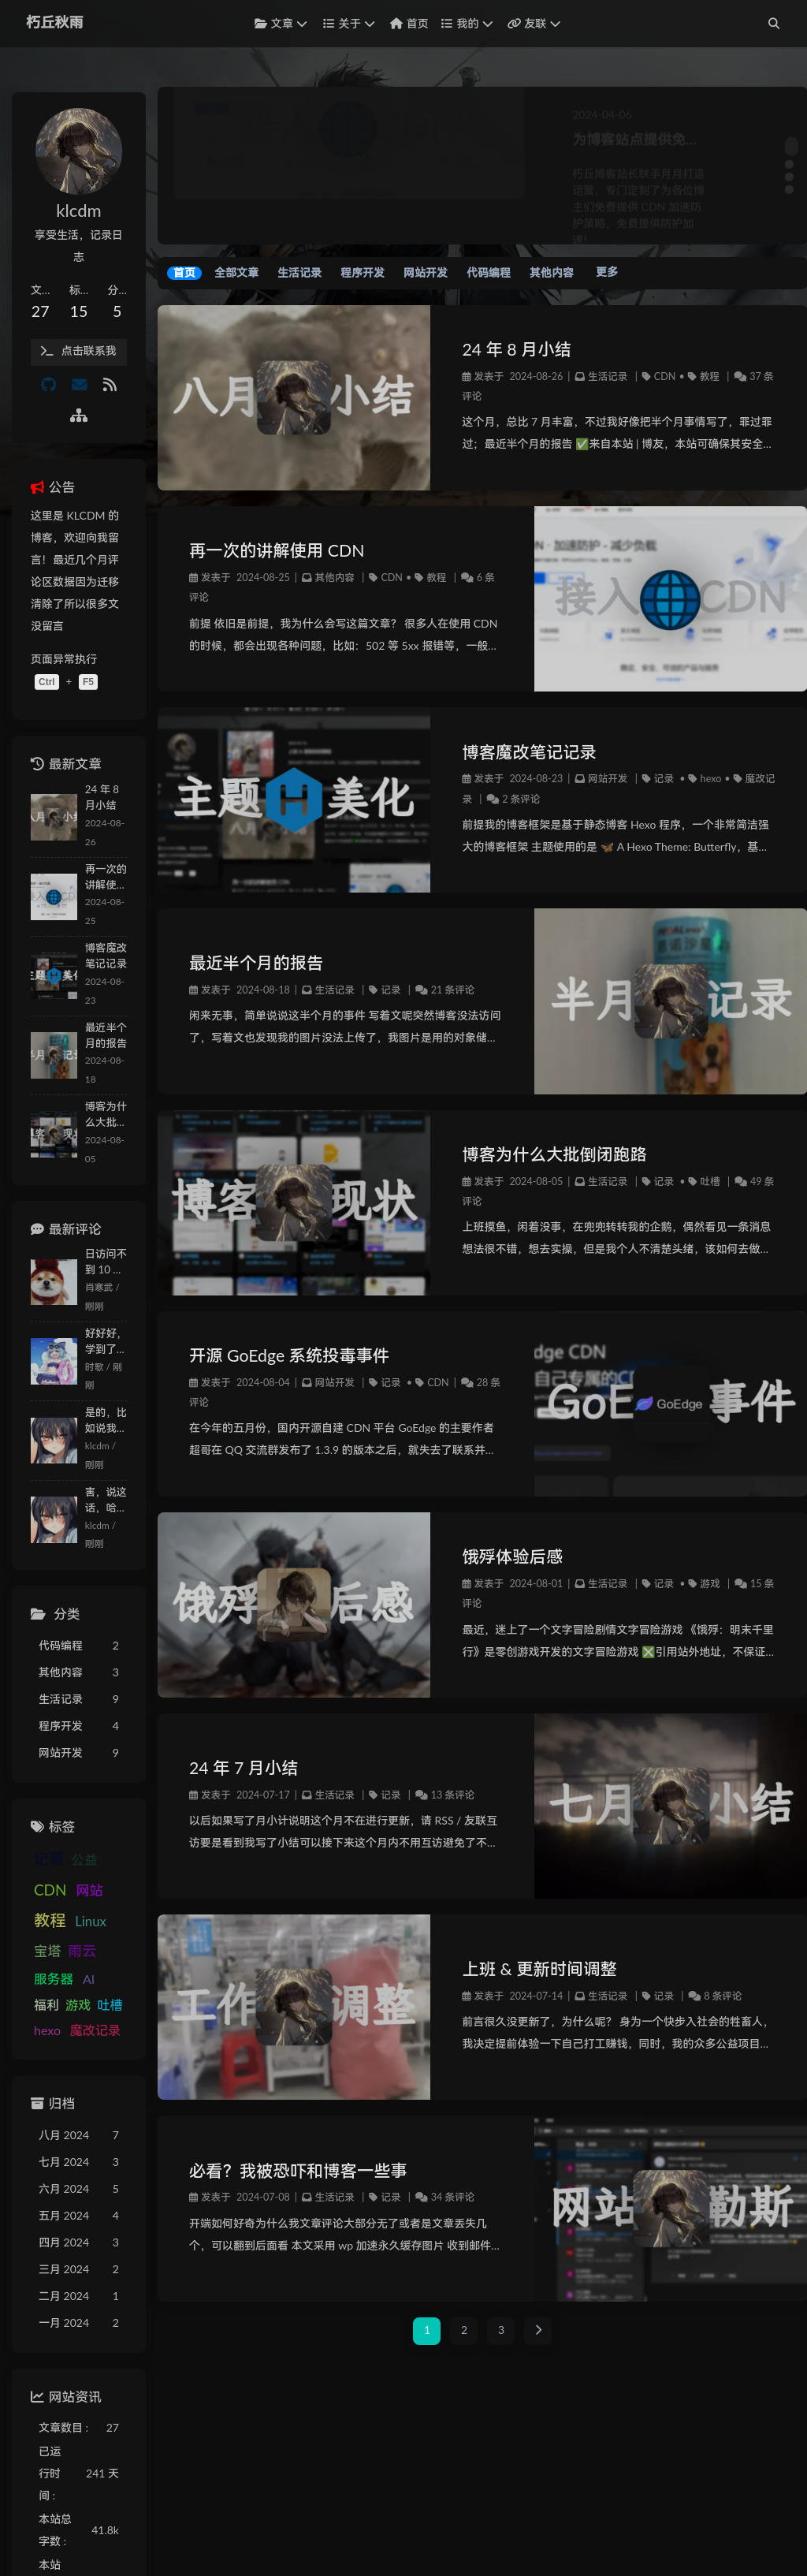 朽丘秋雨
文章 关于 首页 我的 友联
klcdm
享受生活，记录日
志
文... 标... 分...
27 15 5
点击联系我
公告
这里是 KLCDM 的
博客，欢迎向我留
言！最近几个月评
论区数据因为迁移
清除了所以很多文
没留言
页面异常执行
Ctrl + F5
最新文章
24 年 8
月小结
2024-08-
26
再一次的
讲解使...
2024-08-
25
博客魔改
笔记记录
2024-08-
23
最近半个
月的报告
2024-08-
18
博客为什
么大批...
2024-08-
05
最新评论
日访问不
到 10 ...
肖寒武 /
刚刚
好好好，
学到了...
时歌 / 刚
刚
是的，比
如说我...
klcdm /
刚刚
害，说这
话，哈...
klcdm /
刚刚
分类
代码编程 2
其他内容 3
生活记录 9
程序开发 4
网站开发 9
标签
记录 公益
CDN 网站
教程 Linux
宝塔 雨云
服务器 AI
福利 游戏 吐槽
hexo 魔改记录
归档
八月 2024 7
七月 2024 3
六月 2024 5
五月 2024 4
四月 2024 3
三月 2024 2
二月 2024 1
一月 2024 2
网站资讯
文章数目 : 27
已运
行时 241 天
间 :
本站总
字数 : 41.8k
本站
2024-04-06
为博客站点提供免...
朽丘博客站长联手月月打造
运营，专门定制了为各位博
主们免费提供 CDN 加速防
护策略，免费提供防护加
速！
首页 全部文章 生活记录 程序开发 网站开发 代码编程 其他内容 更多
八月 小结
24 年 8 月小结
发表于 2024-08-26 | 生活记录 | CDN • 教程 | 37 条
评论
这个月，总比 7 月丰富，不过我好像把半个月事情写了，罪过罪
过；最近半个月的报告 ✅来自本站 | 博友，本站可确保其安全...
再一次的讲解使用 CDN
发表于 2024-08-25 | 其他内容 | CDN • 教程 | 6 条
评论
前提 依旧是前提，我为什么会写这篇文章？ 很多人在使用 CDN
的时候，都会出现各种问题，比如：502 等 5xx 报错等，一般...
CDN · 加速防护 - 减少负载
接入 CDN
稳定、安全、可信的产品与服务
主题 美化
博客魔改笔记记录
发表于 2024-08-23 | 网站开发 | 记录 • hexo • 魔改记
录 | 2 条评论
前提我的博客框架是基于静态博客 Hexo 程序，一个非常简洁强
大的博客框架 主题使用的是 🦋 A Hexo Theme: Butterfly，基...
最近半个月的报告
发表于 2024-08-18 | 生活记录 | 记录 | 21 条评论
闲来无事，简单说说这半个月的事件 写着文呢突然博客没法访问
了，写着文也发现我的图片没法上传了，我图片是用的对象储...
半月 记录
博客 现状
博客为什么大批倒闭跑路
发表于 2024-08-05 | 生活记录 | 记录 • 吐槽 | 49 条
评论
上班摸鱼，闲着没事，在兜兜转转我的企鹅，偶然看见一条消息
想法很不错，想去实操，但是我个人不清楚头绪，该如何去做...
开源 GoEdge 系统投毒事件
发表于 2024-08-04 | 网站开发 | 记录 • CDN | 28 条
评论
在今年的五月份，国内开源自建 CDN 平台 GoEdge 的主要作者
超哥在 QQ 交流群发布了 1.3.9 的版本之后，就失去了联系并...
GoE GoEdge 事件
饿殍 后感
饿殍体验后感
发表于 2024-08-01 | 生活记录 | 记录 • 游戏 | 15 条
评论
最近，迷上了一个文字冒险剧情文字冒险游戏 《饿殍：明末千里
行》是零创游戏开发的文字冒险游戏 ❎引用站外地址，不保证...
24 年 7 月小结
发表于 2024-07-17 | 生活记录 | 记录 | 13 条评论
以后如果写了月小计说明这个月不在进行更新，请 RSS / 友联互
访要是看到我写了小结可以接下来这个月内不用互访避免了不...
七月 小结
工作 调整
上班 & 更新时间调整
发表于 2024-07-14 | 生活记录 | 记录 | 8 条评论
前言很久没更新了，为什么呢？ 身为一个快步入社会的牲畜人，
我决定提前体验一下自己打工赚钱，同时，我的众多公益项目...
必看？我被恐吓和博客一些事
发表于 2024-07-08 | 生活记录 | 记录 | 34 条评论
开端如何好奇为什么我文章评论大部分无了或者是文章丢失几
个，可以翻到后面看 本文采用 wp 加速永久缓存图片 收到邮件...
网站 勒斯
1 2 3